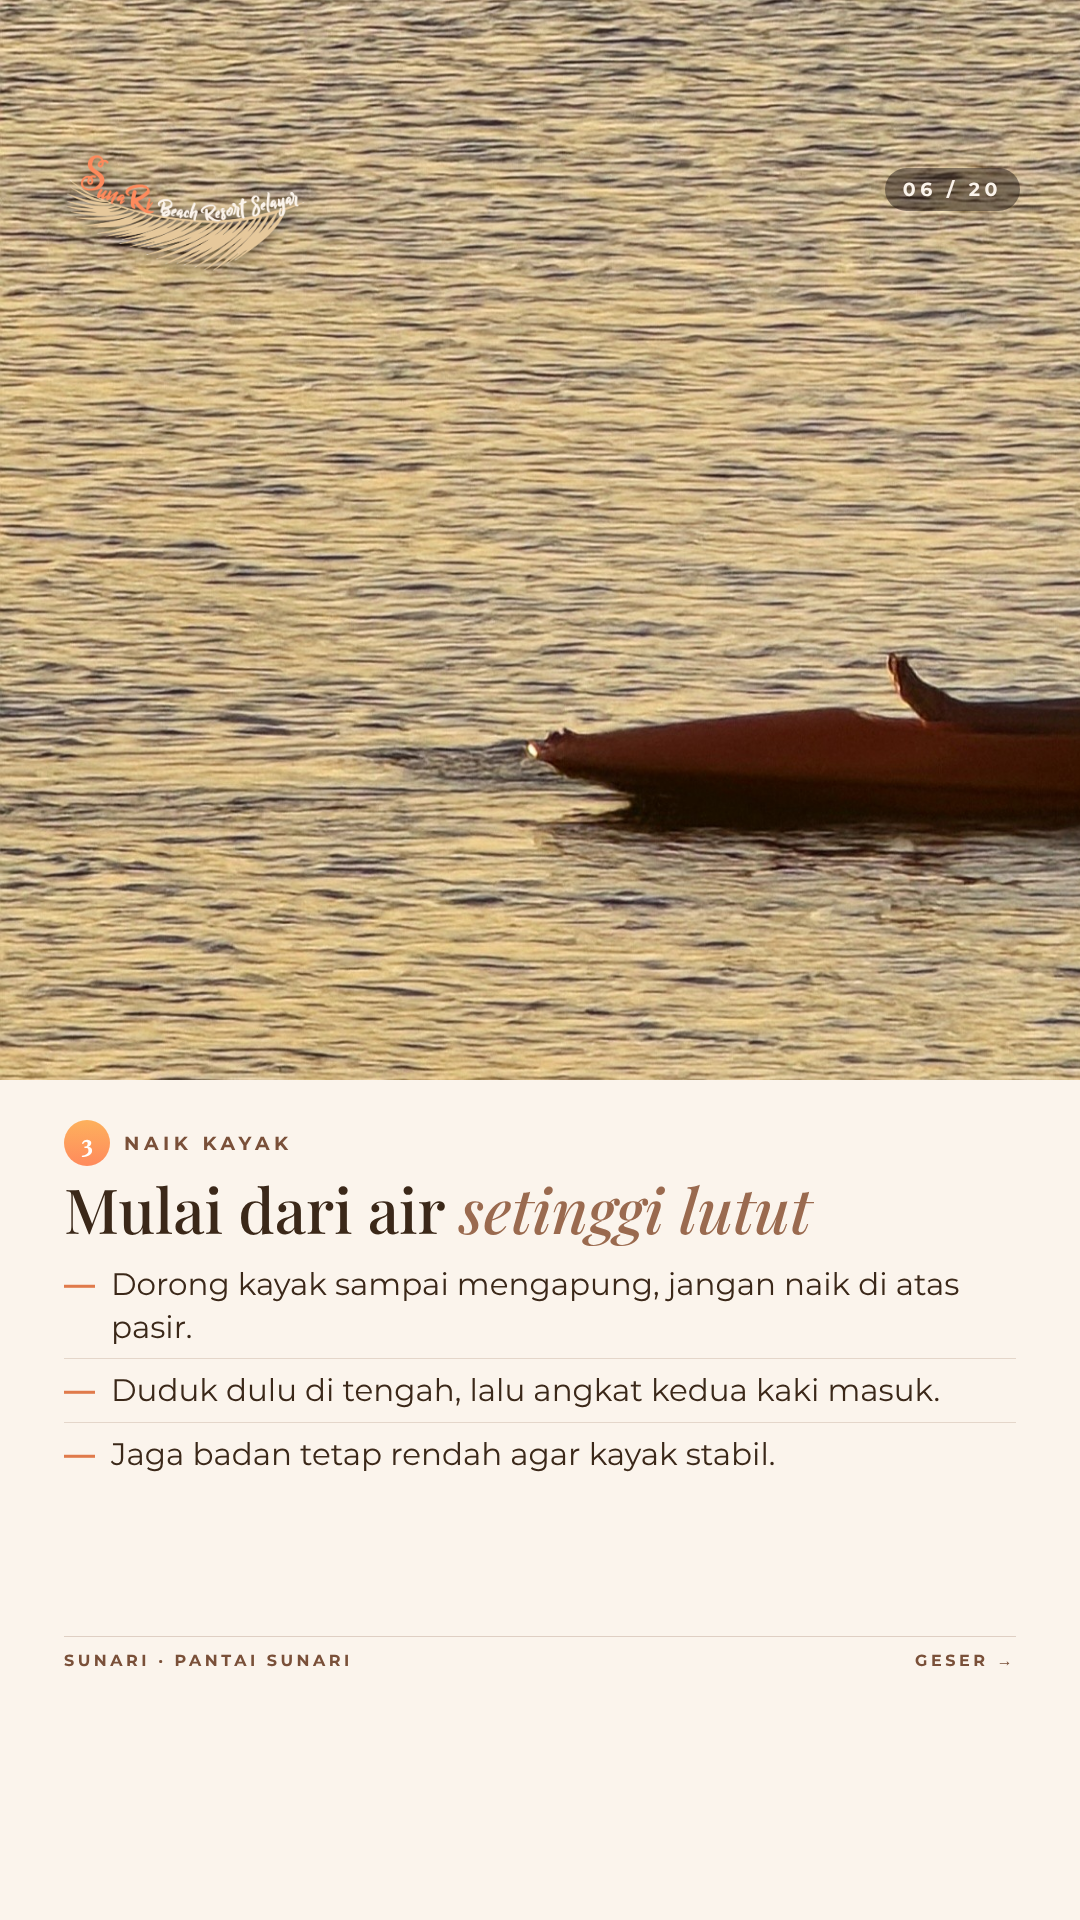 SunaRi Beach Resort Selayar
06 / 20
3 NAIK KAYAK
Mulai dari air setinggi lutut
— Dorong kayak sampai mengapung, jangan naik di atas
pasir.
— Duduk dulu di tengah, lalu angkat kedua kaki masuk.
— Jaga badan tetap rendah agar kayak stabil.
SUNARI · PANTAI SUNARI
GESER →